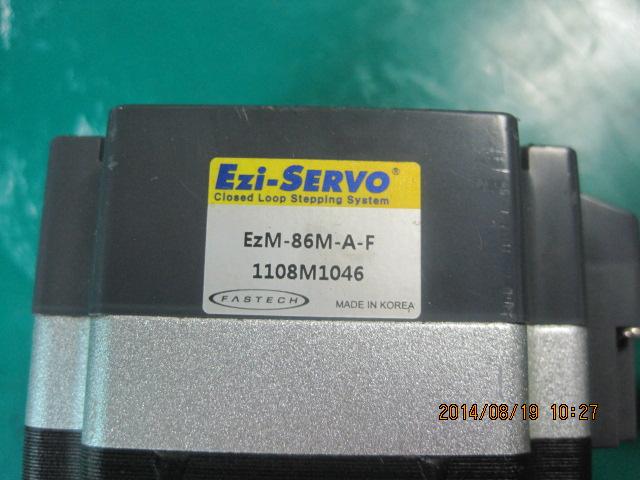 Ezi-SERVO®
Closed Loop Stepping System
EzM-86M-A-F
1108M1046
FASTECH
MADE IN KOREA
2014/08/19 10:27